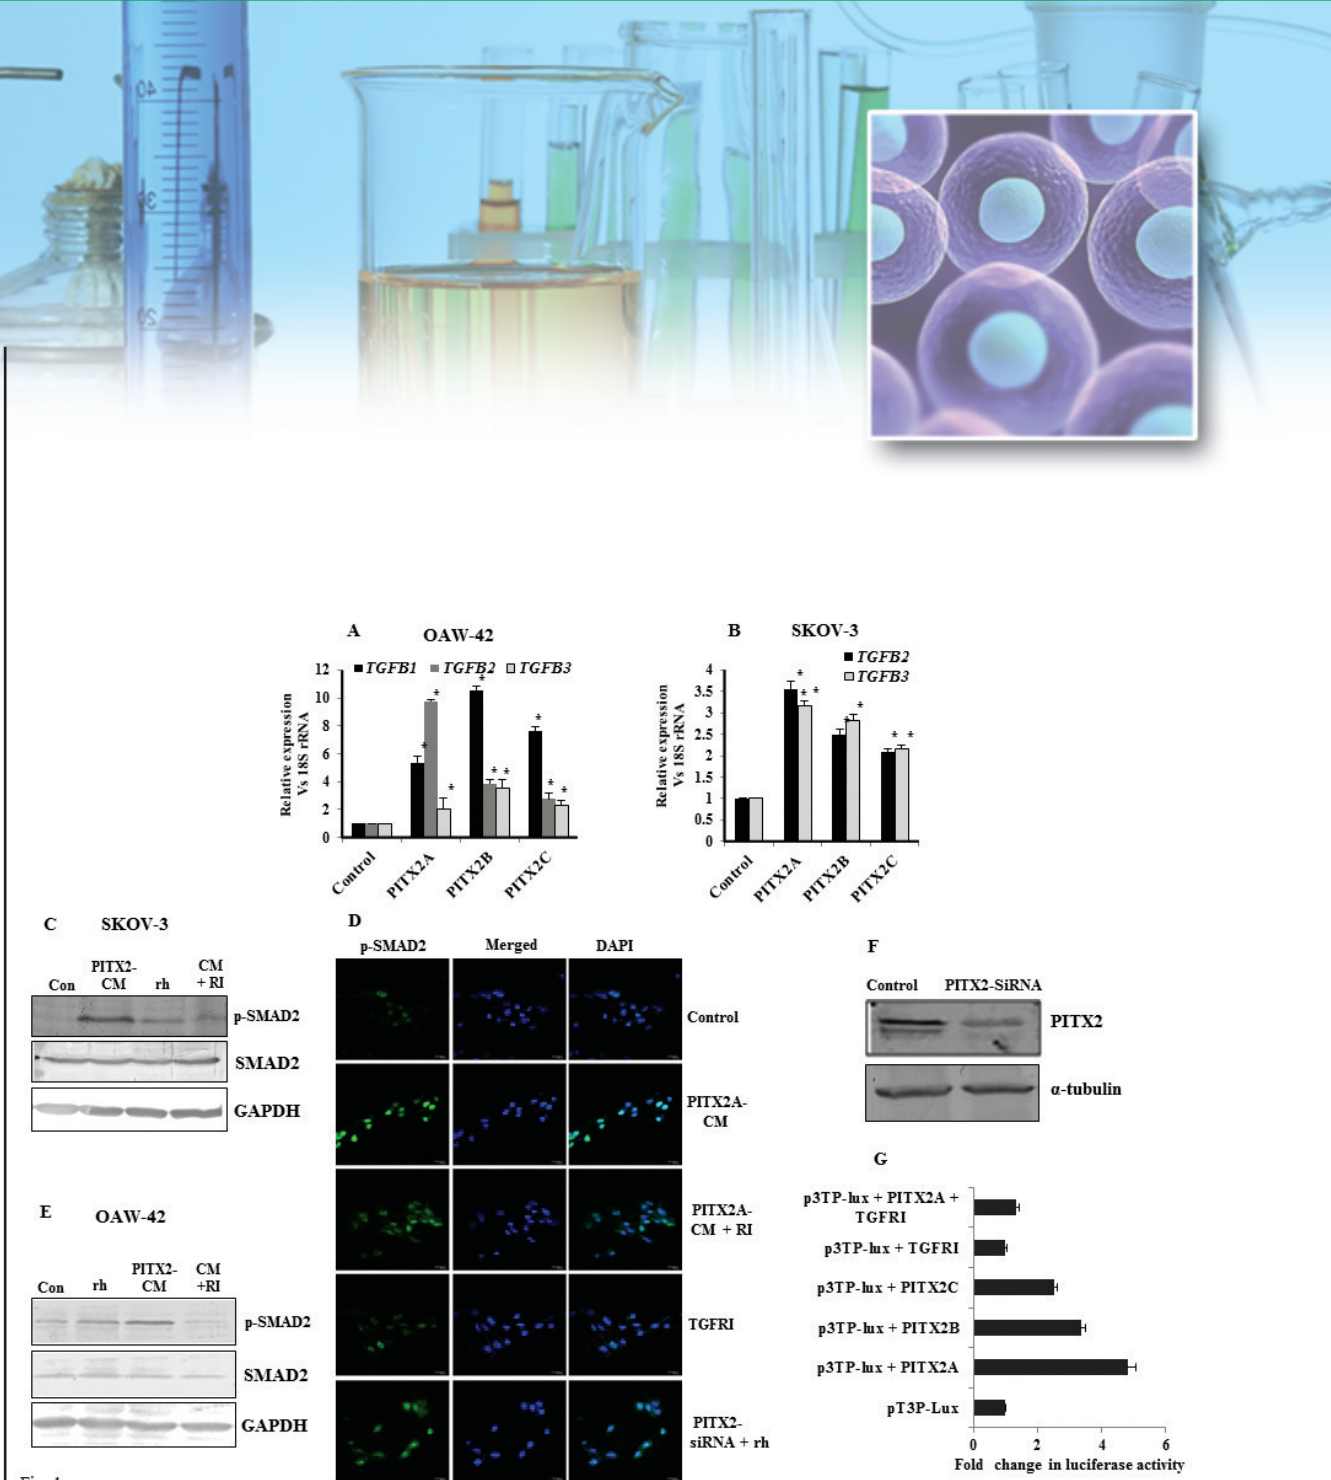 40
30
20
A
OAW-42
TGFB1 TGFB2 TGFB3
Relative expression
Vs 18S rRNA
12
10
8
6
4
2
0
Control
PITX2A
PITX2B
PITX2C
B
SKOV-3
TGFB2
TGFB3
Relative expression
Vs 18S rRNA
4
3.5
3
2.5
2
1.5
1
0.5
0
Control
PITX2A
PITX2B
PITX2C
C
SKOV-3
Con
PITX2-
CM
rh
CM
+ RI
p-SMAD2
SMAD2
GAPDH
D
p-SMAD2 Merged DAPI
Control
PITX2A-
CM
PITX2A-
CM + RI
TGFRI
PITX2-
siRNA + rh
E
OAW-42
Con
rh
PITX2-
CM
CM
+RI
p-SMAD2
SMAD2
GAPDH
F
Control PITX2-SiRNA
PITX2
α-tubulin
G
p3TP-lux + PITX2A +
TGFRI
p3TP-lux + TGFRI
p3TP-lux + PITX2C
p3TP-lux + PITX2B
p3TP-lux + PITX2A
pT3P-Lux
0 2 4 6
Fold change in luciferase activity